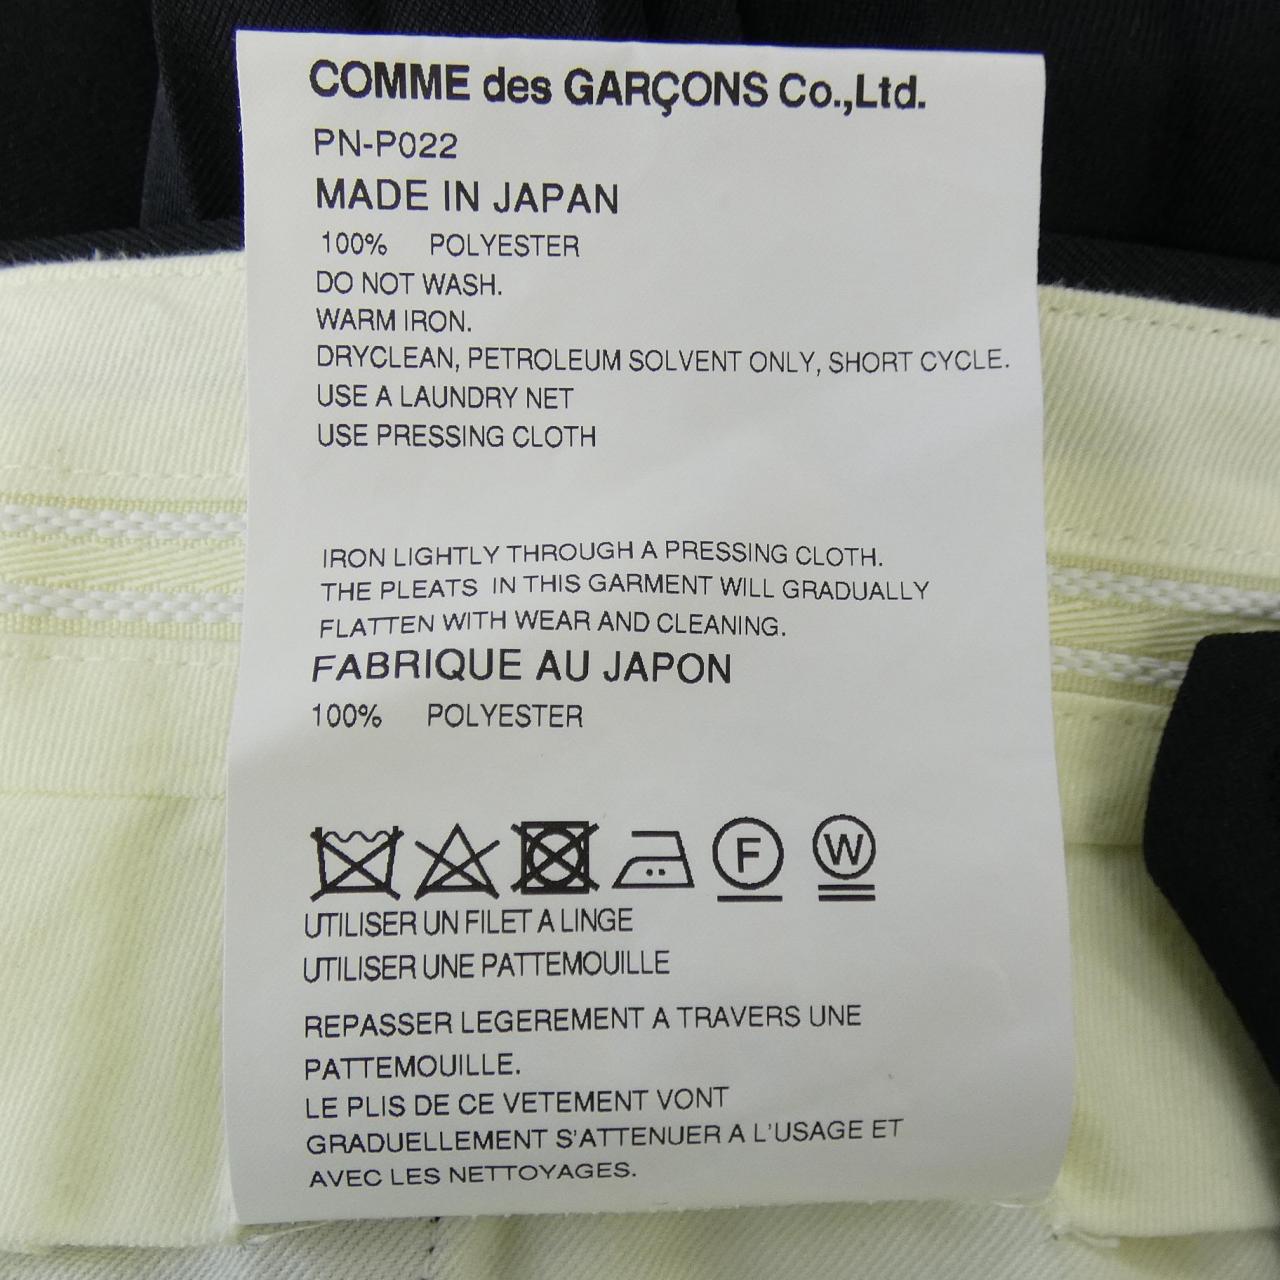 COMME des GARÇONS Co.,Ltd.
PN-P022
MADE IN JAPAN
100% POLYESTER
DO NOT WASH.
WARM IRON.
DRYCLEAN, PETROLEUM SOLVENT ONLY, SHORT CYCLE.
USE A LAUNDRY NET
USE PRESSING CLOTH
IRON LIGHTLY THROUGH A PRESSING CLOTH.
THE PLEATS IN THIS GARMENT WILL GRADUALLY
FLATTEN WITH WEAR AND CLEANING.
FABRIQUE AU JAPON
100% POLYESTER
F W
UTILISER UN FILET A LINGE
UTILISER UNE PATTEMOUILLE
REPASSER LEGEREMENT A TRAVERS UNE
PATTEMOUILLE.
LE PLIS DE CE VETEMENT VONT
GRADUELLEMENT S'ATTENUER A L'USAGE ET
AVEC LES NETTOYAGES.